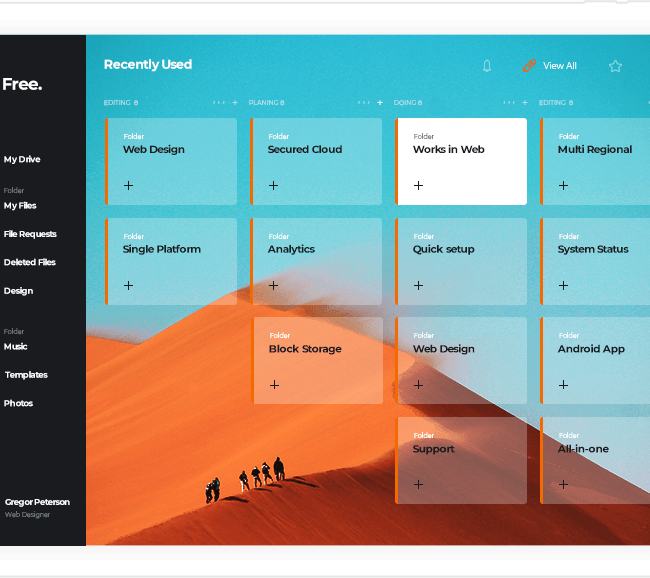 Free.
My Drive
Folder
My Files
File Requests
Deleted Files
Design
Folder
Music
Templates
Photos
Gregor Peterson
Web Designer
Recently Used
View All
EDITING 8
PLANING 8
DOING 8
EDITING 8
Folder
Web Design
Folder
Secured Cloud
Folder
Works in Web
Folder
Multi Regional
Folder
Single Platform
Folder
Analytics
Folder
Quick setup
Folder
System Status
Folder
Block Storage
Folder
Web Design
Folder
Android App
Folder
Support
Folder
All-in-one